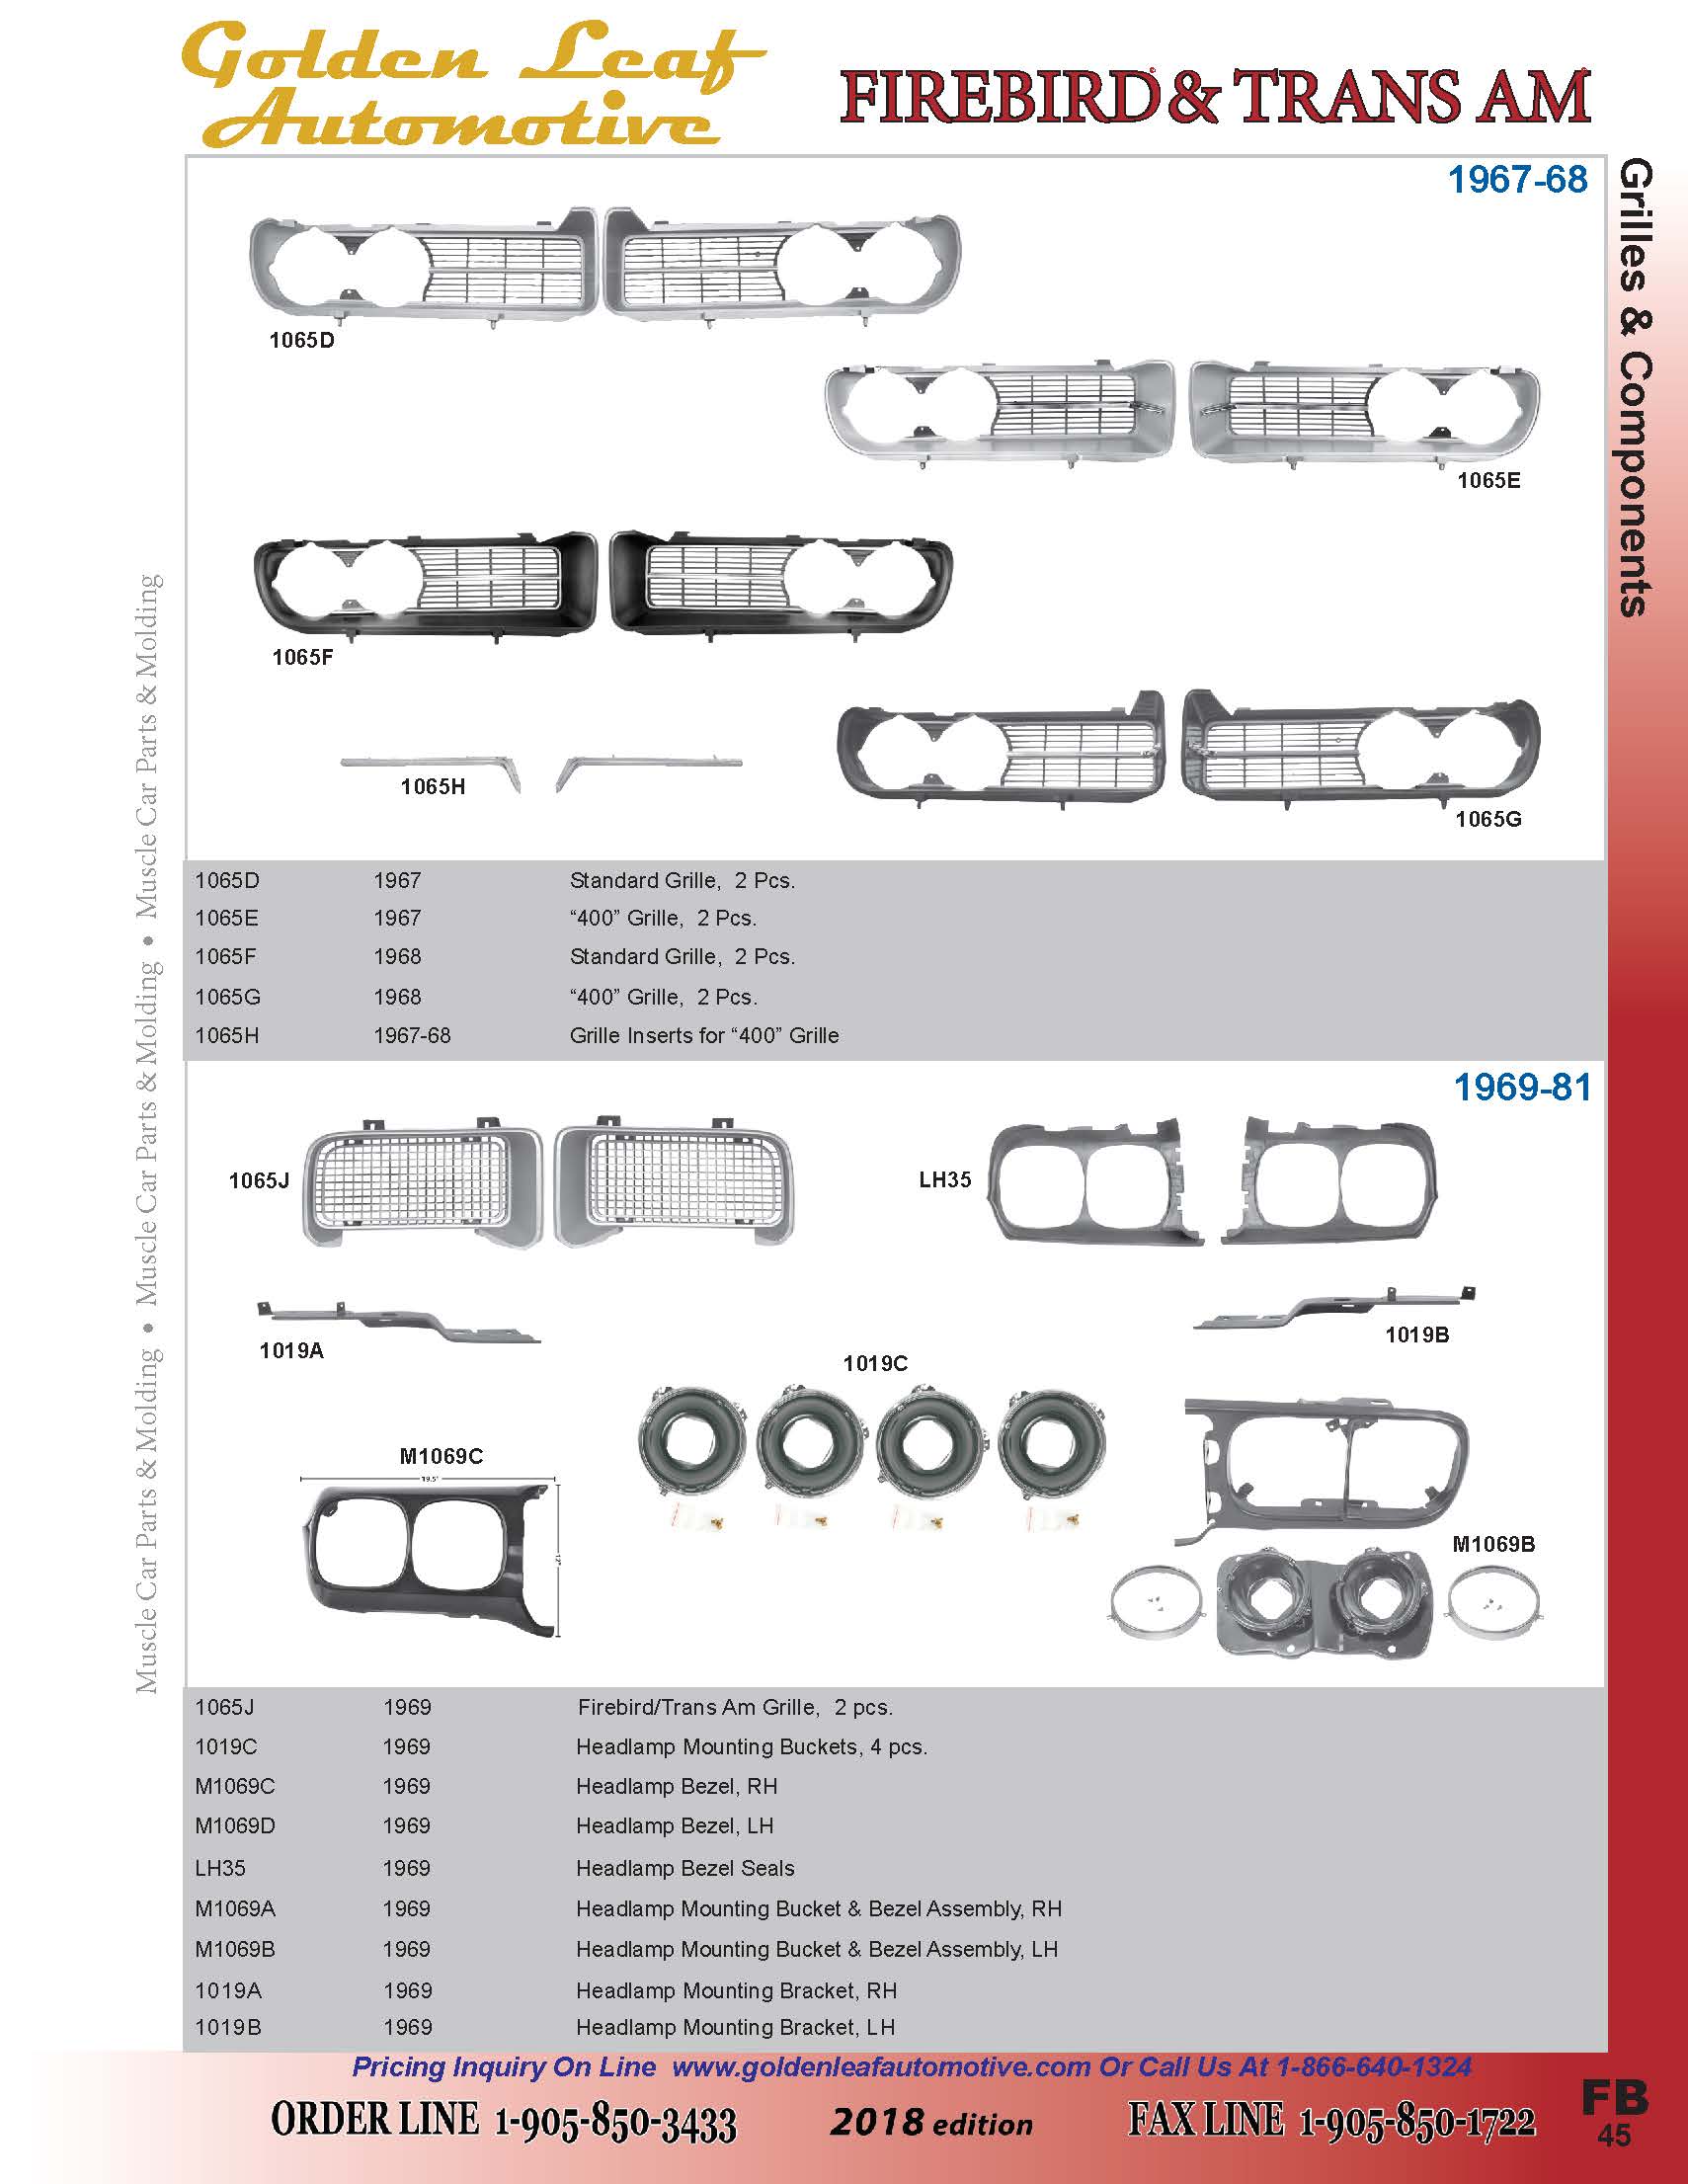 Golden Leaf
Automotive
FIREBIRD® & TRANS AM®
Grilles & Components
1967-68
1065D
1065E
1065F
1065H
1065G
1065D 1967 Standard Grille, 2 Pcs.
1065E 1967 “400” Grille, 2 Pcs.
1065F 1968 Standard Grille, 2 Pcs.
1065G 1968 “400” Grille, 2 Pcs.
1065H 1967-68 Grille Inserts for “400” Grille
1969-81
1065J
LH35
1019A
1019B
1019C
M1069C
19.5"
12"
M1069B
1065J 1969 Firebird/Trans Am Grille, 2 pcs.
1019C 1969 Headlamp Mounting Buckets, 4 pcs.
M1069C 1969 Headlamp Bezel, RH
M1069D 1969 Headlamp Bezel, LH
LH35 1969 Headlamp Bezel Seals
M1069A 1969 Headlamp Mounting Bucket & Bezel Assembly, RH
M1069B 1969 Headlamp Mounting Bucket & Bezel Assembly, LH
1019A 1969 Headlamp Mounting Bracket, RH
1019B 1969 Headlamp Mounting Bracket, LH
Muscle Car Parts & Molding • Muscle Car Parts & Molding • Muscle Car Parts & Molding
Pricing Inquiry On Line www.goldenleafautomotive.com Or Call Us At 1-866-640-1324
ORDER LINE 1-905-850-3433 2018 edition FAX LINE 1-905-850-1722
FB
45